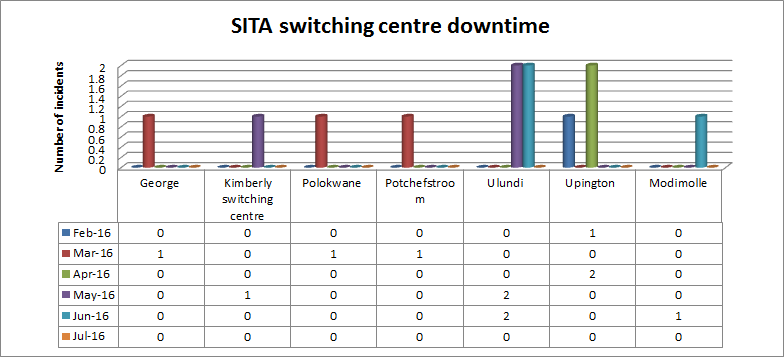 SITA switching centre downtime
Number of incidents
2
1.8
1.6
1.4
1.2
1
0.8
0.6
0.4
0.2
0
George Kimberly switching centre Polokwane Potchefstroo m Ulundi Upington Modimolle
Feb-16 0 0 0 0 0 1 0
Mar-16 1 0 1 1 0 0 0
Apr-16 0 0 0 0 0 2 0
May-16 0 1 0 0 2 0 0
Jun-16 0 0 0 0 2 0 1
Jul-16 0 0 0 0 0 0 0